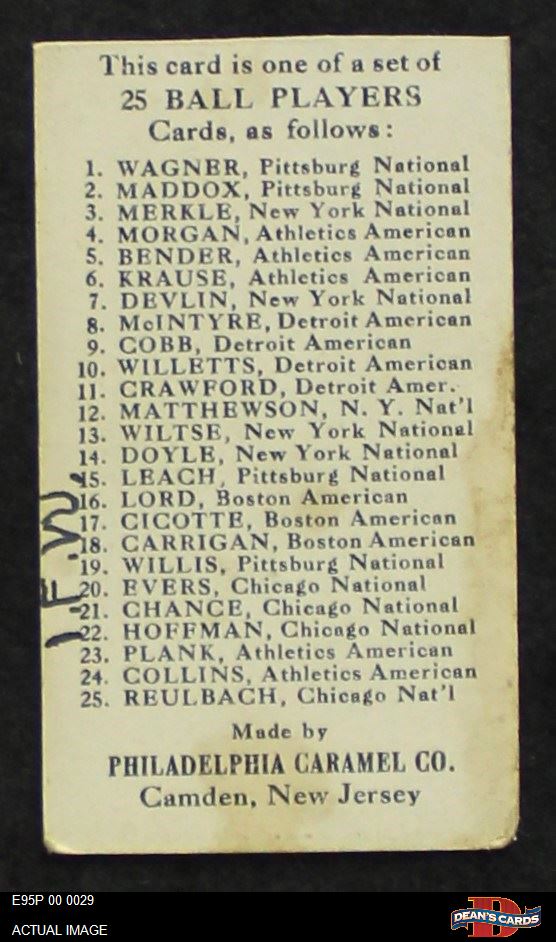 This card is one of a set of
25 BALL PLAYERS
Cards, as follows:
1. WAGNER, Pittsburg National
2. MADDOX, Pittsburg National
3. MERKLE, New York National
4. MORGAN, Athletics American
5. BENDER, Athletics American
6. KRAUSE, Athletics American
7. DEVLIN, New York National
8. McINTYRE, Detroit American
9. COBB, Detroit American
10. WILLETTS, Detroit American
11. CRAWFORD, Detroit Amer.
12. MATTHEWSON, N. Y. Nat'l
13. WILTSE, New York National
14. DOYLE, New York National
15. LEACH, Pittsburg National
16. LORD, Boston American
17. CICOTTE, Boston American
18. CARRIGAN, Boston American
19. WILLIS, Pittsburg National
20. EVERS, Chicago National
21. CHANCE, Chicago National
22. HOFFMAN, Chicago National
23. PLANK, Athletics American
24. COLLINS, Athletics American
25. REULBACH, Chicago Nat'l
Made by
PHILADELPHIA CARAMEL CO.
Camden, New Jersey
E95P 00 0029
ACTUAL IMAGE
D
DEAN'S CARDS